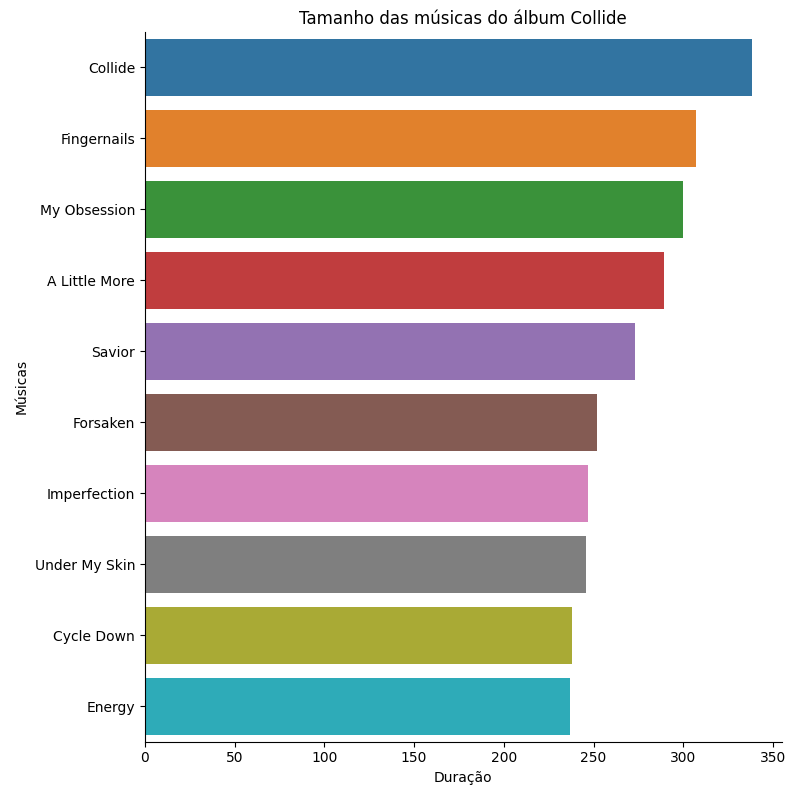 Tamanho das músicas do álbum Collide
Collide
Fingernails
My Obsession
A Little More
Savior
Forsaken
Imperfection
Under My Skin
Cycle Down
Energy
Músicas
0 50 100 150 200 250 300 350
Duração